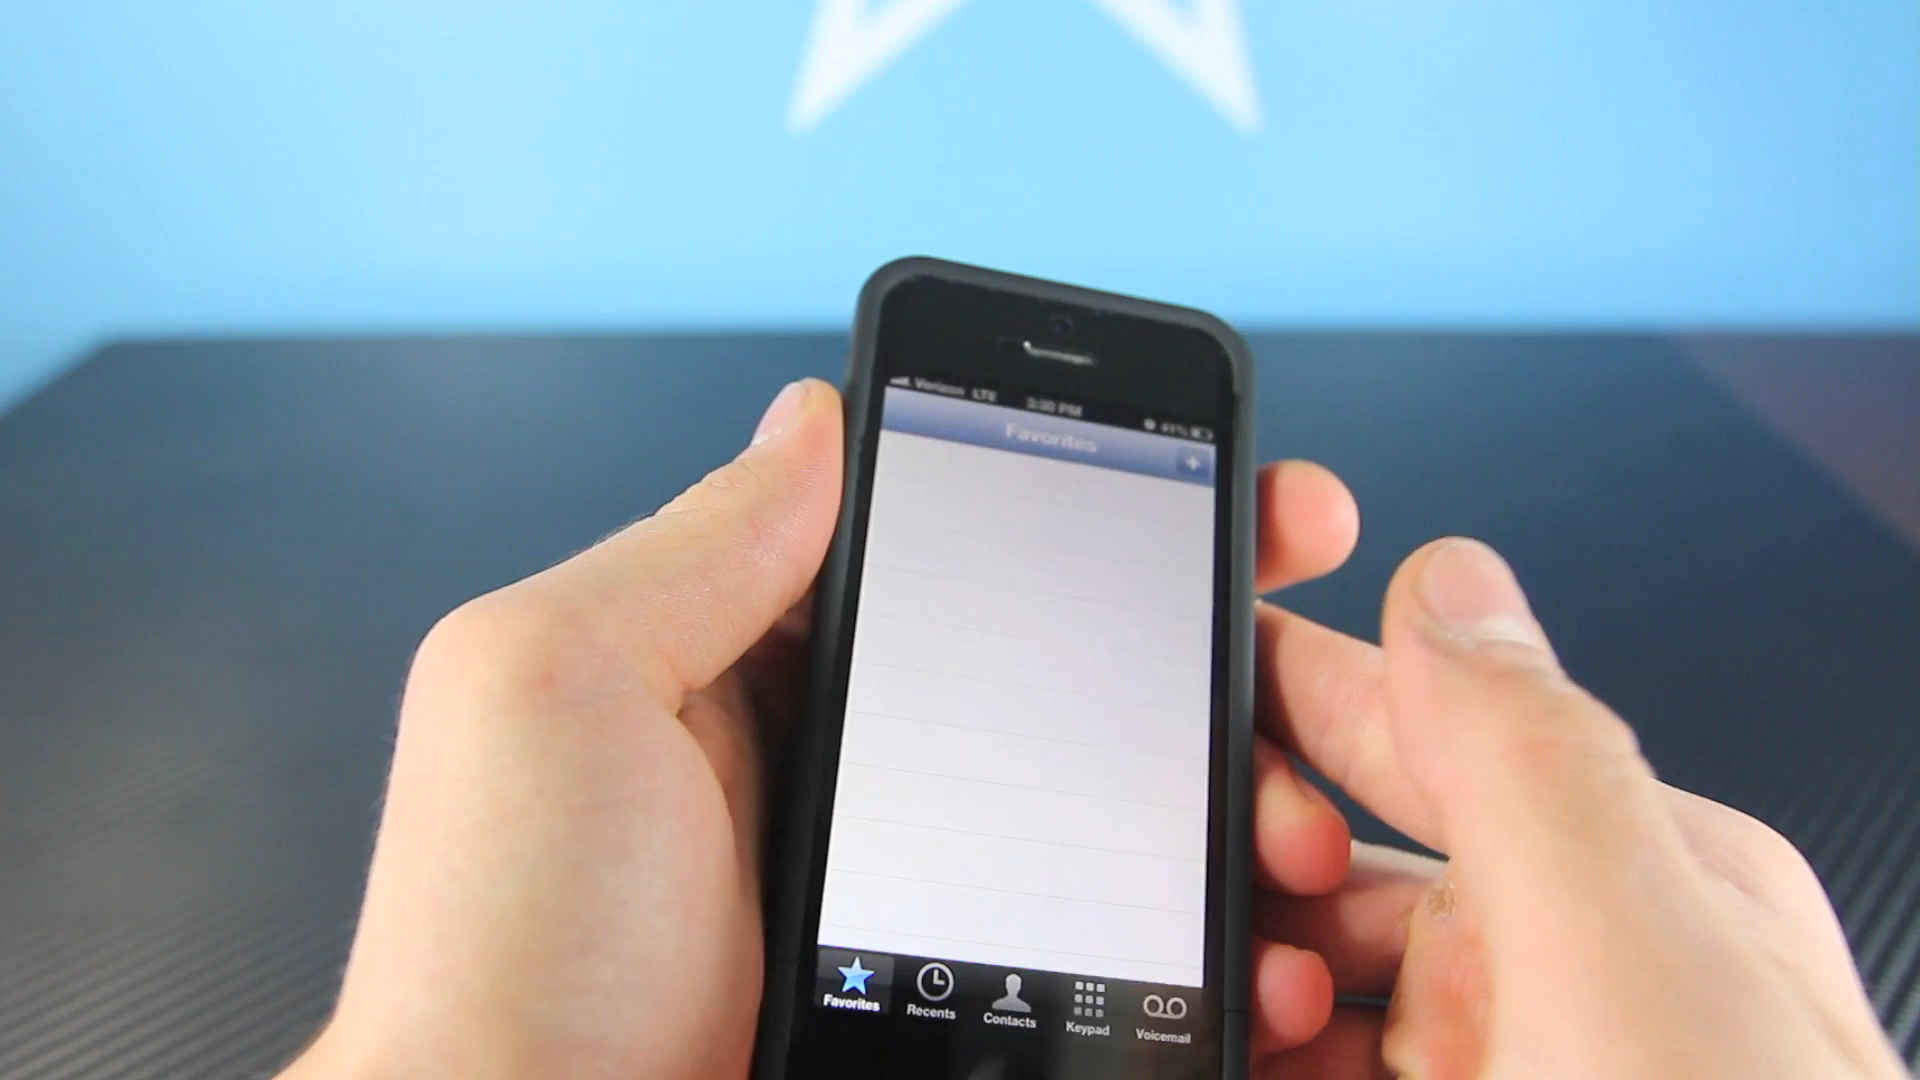 Verizon LTE 3:30 PM
Favorites
+
Favorites Recents Contacts Keypad Voicemail